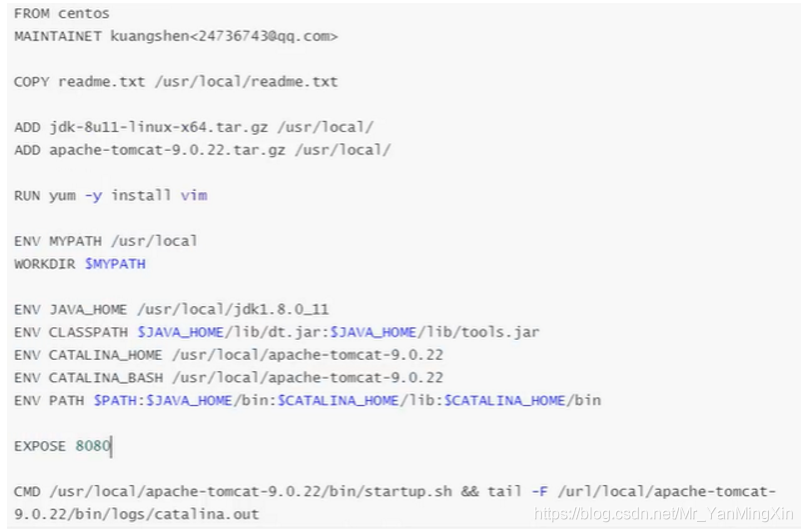 FROM centos
MAINTAINET kuangshen<24736743@qq.com>
COPY readme.txt /usr/local/readme.txt
ADD jdk-8u11-linux-x64.tar.gz /usr/local/
ADD apache-tomcat-9.0.22.tar.gz /usr/local/
RUN yum -y install vim
ENV MYPATH /usr/local
WORKDIR $MYPATH
ENV JAVA_HOME /usr/local/jdk1.8.0_11
ENV CLASSPATH $JAVA_HOME/lib/dt.jar:$JAVA_HOME/lib/tools.jar
ENV CATALINA_HOME /usr/local/apache-tomcat-9.0.22
ENV CATALINA_BASH /usr/local/apache-tomcat-9.0.22
ENV PATH $PATH:$JAVA_HOME/bin:$CATALINA_HOME/lib:$CATALINA_HOME/bin
EXPOSE 8080
CMD /usr/local/apache-tomcat-9.0.22/bin/startup.sh && tail -F /url/local/apache-tomcat-
9.0.22/bin/logs/catalina.out
https://blog.csdn.net/Mr_YanMingXin